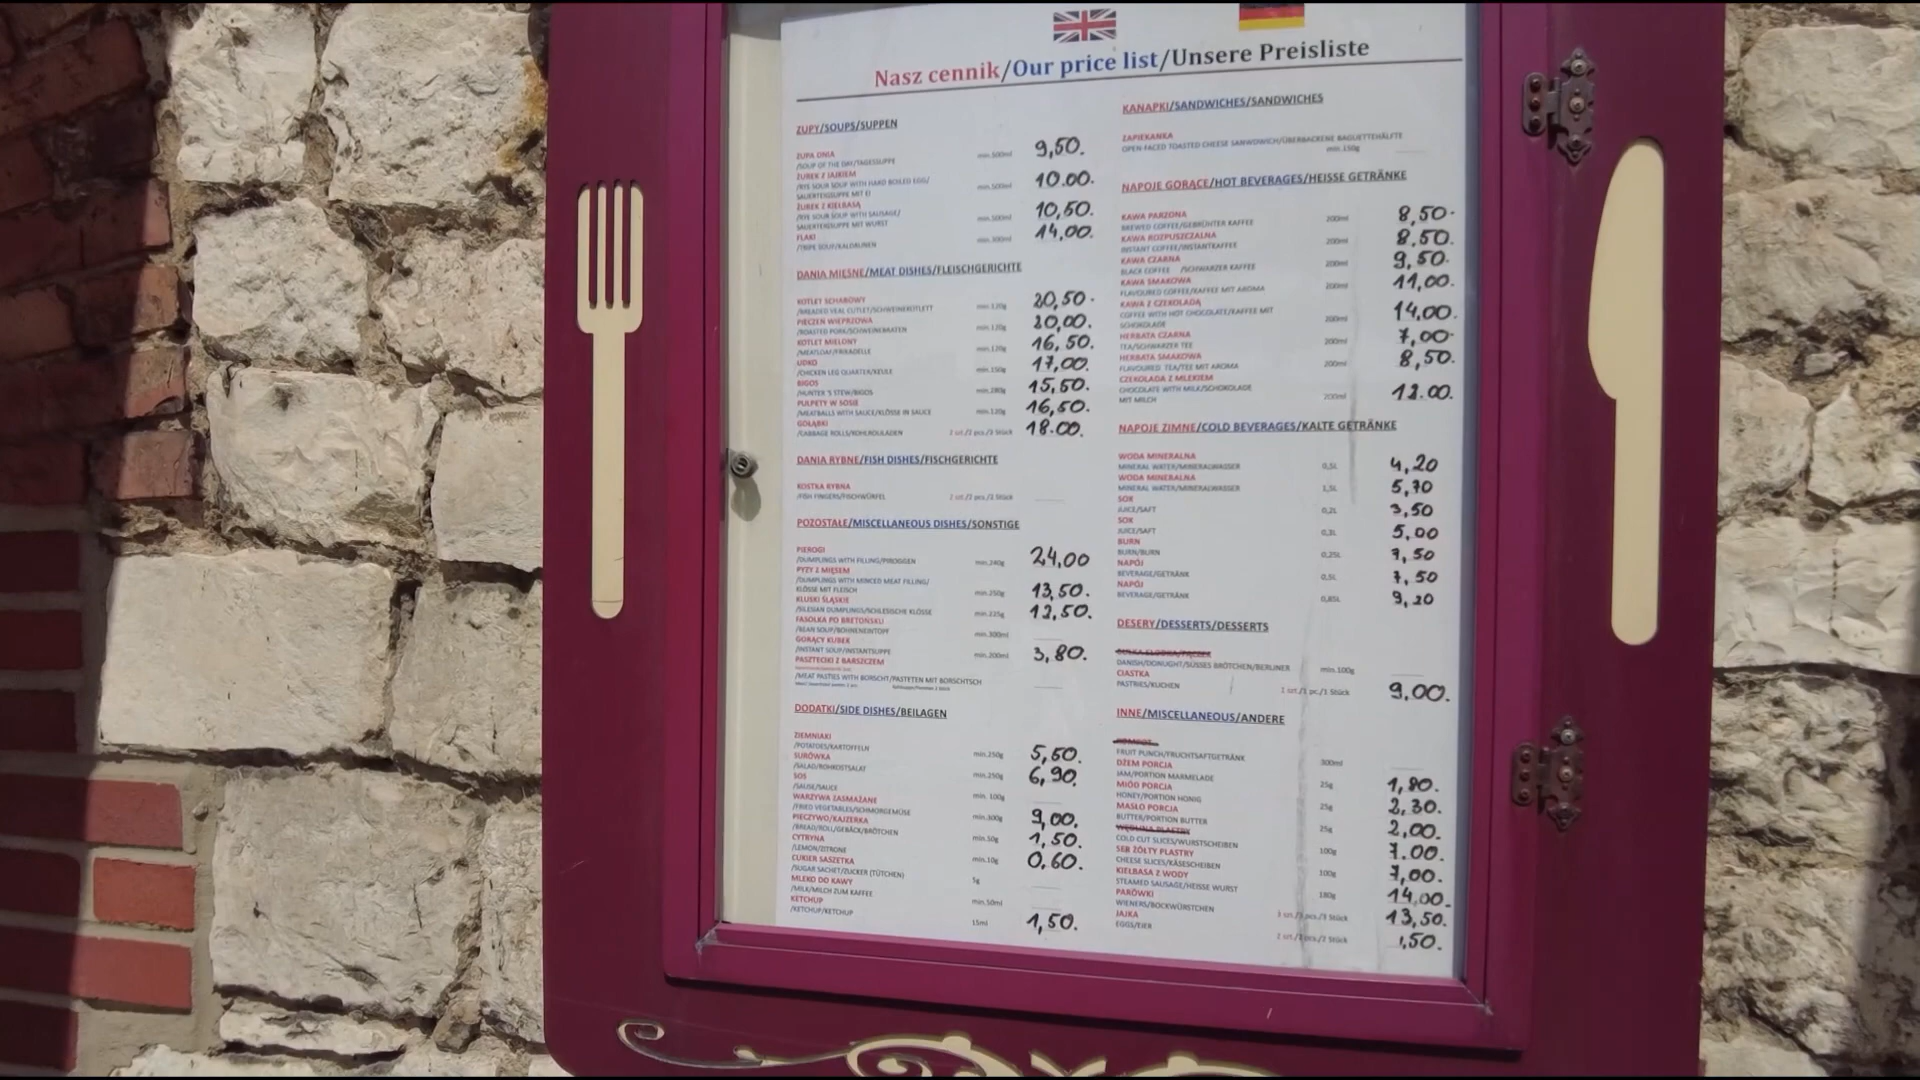 Nasz cennik/Our price list/Unsere Preisliste
ZUPY/SOUPS/SUPPEN
ZUPA DNIA
/SOUP OF THE DAY/TAGESSUPPE min.500ml 9,50.
ŻUREK Z JAJKIEM
/RYE SOUR SOUP WITH HARD BOILED EGG/
SAUERTEIGSUPPE MIT EI min.500ml 10.00.
ŻUREK Z KIEŁBASĄ
/RYE SOUR SOUP WITH SAUSAGE/
SAUERTEIGSUPPE MIT WURST min.500ml 10,50.
FLAKI
/TRIPE SOUP/KALDAUNEN min.300ml 14,00.
DANIA MIĘSNE/MEAT DISHES/FLEISCHGERICHTE
KOTLET SCHABOWY
/BREADED VEAL CUTLET/SCHWEINEKOTLETT min.120g 20,50.
PIECZEŃ WIEPRZOWA
/ROASTED PORK/SCHWEINEBRATEN min.120g 20,00.
KOTLET MIELONY
/MEATLOAF/FRIKADELLE min.120g 16,50.
UDKO
/CHICKEN LEG QUARTER/KEULE min.150g 17,00.
BIGOS
/HUNTER'S STEW/BIGOS min.280g 15,50.
PULPETY W SOSIE
/MEATBALLS WITH SAUCE/KLÖSSE IN SAUCE min.120g 16,50.
GOŁĄBKI
/CABBAGE ROLLS/KOHLROULADEN 2 szt./2 pcs./2 Stück 18.00.
DANIA RYBNE/FISH DISHES/FISCHGERICHTE
KOSTKA RYBNA
/FISH FINGERS/FISCHWÜRFEL 2 szt./2 pcs./2 Stück
POZOSTAŁE/MISCELLANEOUS DISHES/SONSTIGE
PIEROGI
/DUMPLINGS WITH FILLING/PIROGGEN min.240g 24,00
PYZY Z MIĘSEM
/DUMPLINGS WITH MINCED MEAT FILLING/
KLÖSSE MIT FLEISCH min.250g 13,50.
KLUSKI ŚLĄSKIE
/SILESIAN DUMPLINGS/SCHLESISCHE KLÖSSE min.225g 12,50.
FASOLKA PO BRETOŃSKU
/BEAN SOUP/BOHNENEINTOPF min.300ml
GORĄCY KUBEK
/INSTANT SOUP/INSTANTSUPPE min.200ml 3,80.
PASZTECIKI Z BARSZCZEM
/MEAT PASTIES WITH BORSCHT/PASTETEN MIT BORSCHTSCH
DODATKI/SIDE DISHES/BEILAGEN
ZIEMNIAKI
/POTATOES/KARTOFFELN min.250g 5,50.
SURÓWKA
/SALAD/ROHKOSTSALAT min.250g 6,90.
SOS
/SAUSE/SAUCE min. 100g
WARZYWA ZASMAŻANE
/FRIED VEGETABLES/SCHMORGEMÜSE min.300g 9,00.
PIECZYWO/KAJZERKA
/BREAD/ROLL/GEBÄCK/BRÖTCHEN min.50g 1,50.
CYTRYNA
/LEMON/ZITRONE min.10g 0,60.
CUKIER SASZETKA
/SUGAR SACHET/ZUCKER (TÜTCHEN) 5g
MLEKO DO KAWY
/MILK/MILCH ZUM KAFFEE min.50ml
KETCHUP
/KETCHUP/KETCHUP 15ml 1,50.
KANAPKI/SANDWICHES/SANDWICHES
ZAPIEKANKA
OPEN-FACED TOASTED CHEESE SANWDWICH/ÜBERBACKENE BAGUETTEHÄLFTE
min.150g
NAPOJE GORĄCE/HOT BEVERAGES/HEISSE GETRÄNKE
KAWA PARZONA
BREWED COFFEE/GEBRÜHTER KAFFEE 200ml 8,50.
KAWA ROZPUSZCZALNA
INSTANT COFFEE/INSTANTKAFFEE 200ml 8,50.
KAWA CZARNA
BLACK COFFEE /SCHWARZER KAFFEE 200ml 9,50.
KAWA SMAKOWA
FLAVOURED COFFEE/KAFFEE MIT AROMA 200ml 11,00.
KAWA Z CZEKOLADĄ
COFFEE WITH HOT CHOCOLATE/KAFFEE MIT
SCHOKOLADE 200ml 14,00.
HERBATA CZARNA
TEA/SCHWARZER TEE 200ml 7,00.
HERBATA SMAKOWA
FLAVOURED TEA/TEE MIT AROMA 200ml 8,50.
CZEKOLADA Z MLEKIEM
CHOCOLATE WITH MILK/SCHOKOLADE
MIT MILCH 200ml 12.00.
NAPOJE ZIMNE/COLD BEVERAGES/KALTE GETRÄNKE
WODA MINERALNA
MINERAL WATER/MINERALWASSER 0,5L 4,20
WODA MINERALNA
MINERAL WATER/MINERALWASSER 1,5L 5,70
SOK
JUICE/SAFT 0,2L 3,50
SOK
JUICE/SAFT 0,3L 5,00
BURN
BURN/BURN 0,25L 7,50
NAPÓJ
BEVERAGE/GETRÄNK 0,5L 7,50
NAPÓJ
BEVERAGE/GETRÄNK 0,85L 9,20
DESERY/DESSERTS/DESSERTS
DANISH/DONUGHT/SÜSSES BRÖTCHEN/BERLINER min.100g
CIASTKA
PASTRIES/KUCHEN 1 szt./1 pc./1 Stück 9.00.
INNE/MISCELLANEOUS/ANDERE
KOMPOT
FRUIT PUNCH/FRUCHTSAFTGETRÄNK 300ml
DŻEM PORCJA
JAM/PORTION MARMELADE 25g 1,80.
MIÓD PORCJA
HONEY/PORTION HONIG 25g 2,30.
MASŁO PORCJA
BUTTER/PORTION BUTTER 25g 2,00.
WĘDLINA PLASTRY
COLD CUT SLICES/WURSTSCHEIBEN 100g 7.00.
SER ŻÓŁTY PLASTRY
CHEESE SLICES/KÄSESCHEIBEN 100g 7,00.
KIEŁBASA Z WODY
STEAMED SAUSAGE/HEISSE WURST 180g 14,00.
PARÓWKI
WIENERS/BOCKWÜRSTCHEN 3 szt./3 pcs./3 Stück 13,50.
JAJKA
EGGS/EIER 2 szt./2 pcs./2 Stück 1,50.